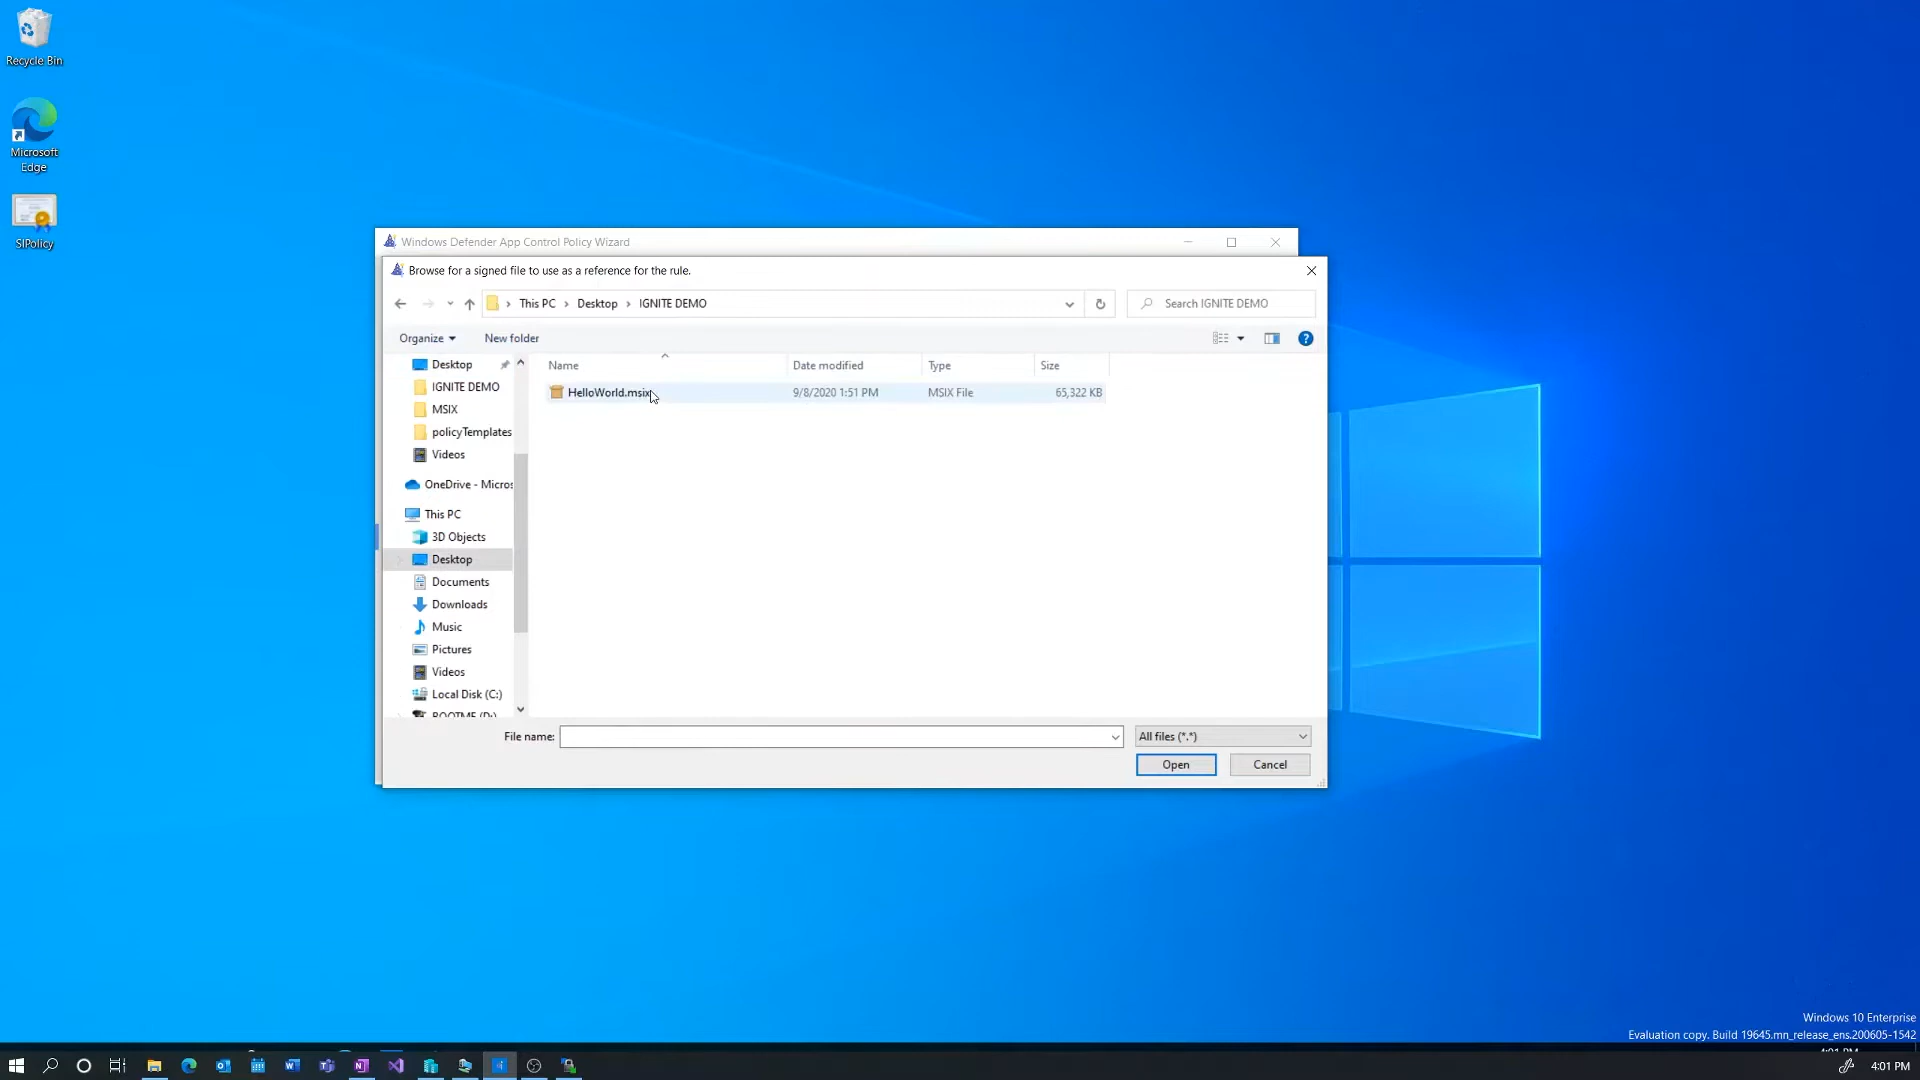 Recycle Bin
Microsoft
Edge
SIPolicy
Windows Defender App Control Policy Wizard
Browse for a signed file to use as a reference for the rule.
This PC
Desktop
IGNITE DEMO
Search IGNITE DEMO
Organize
New folder
Desktop
IGNITE DEMO
MSIX
policyTemplates
Videos
OneDrive - Micros
This PC
3D Objects
Desktop
Documents
Downloads
Music
Pictures
Videos
Local Disk (C:)
Name
Date modified
Type
Size
HelloWorld.msix
9/8/2020 1:51 PM
MSIX File
65,322 KB
File name:
All files (*.*)
Open
Cancel
Windows 10 Enterprise
Evaluation copy. Build 19645.mn_release_ens.200605-1542
4:01 PM